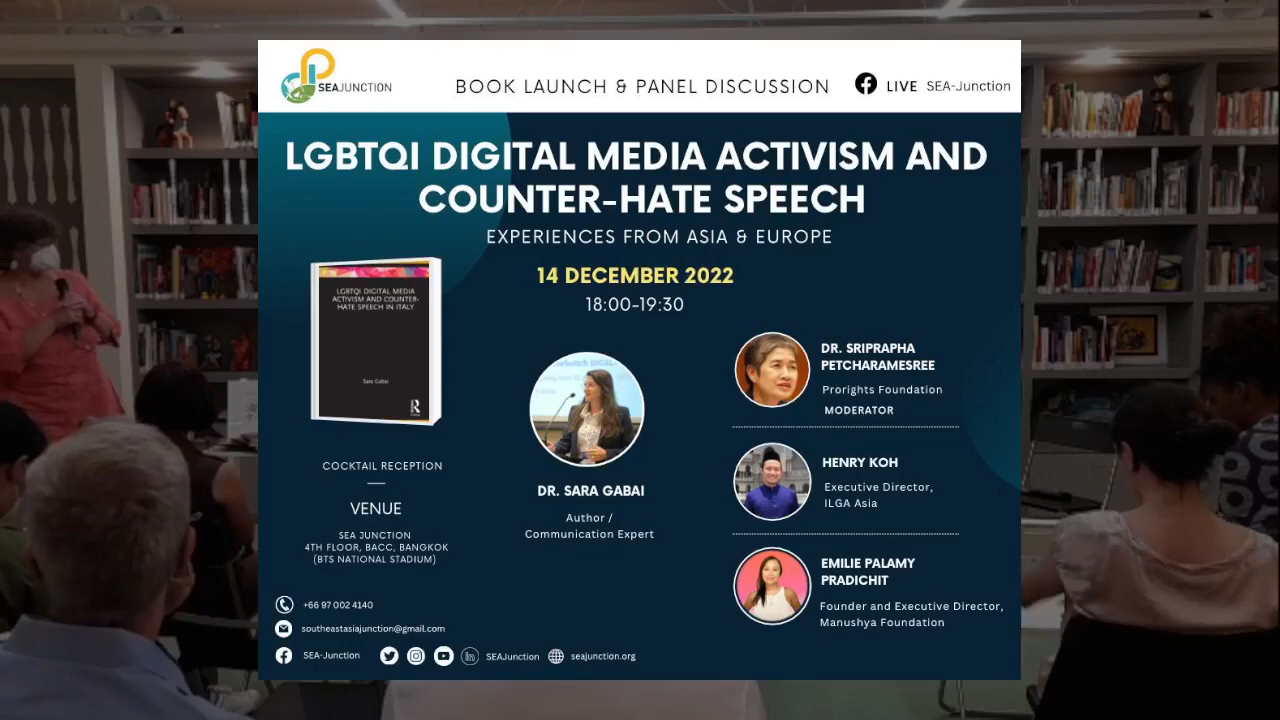 SEAJUNCTION
BOOK LAUNCH & PANEL DISCUSSION
LIVE SEA-Junction
LGBTQI DIGITAL MEDIA ACTIVISM AND
COUNTER-HATE SPEECH
EXPERIENCES FROM ASIA & EUROPE
14 DECEMBER 2022
18:00-19:30
LGBTQI DIGITAL MEDIA
ACTIVISM AND COUNTER-
HATE SPEECH IN ITALY
Sara Gabai
R
COCKTAIL RECEPTION
VENUE
SEA JUNCTION
4TH FLOOR, BACC, BANGKOK
(BTS NATIONAL STADIUM)
DR. SARA GABAI
Author /
Communication Expert
DR. SRIPRAPHA
PETCHARAMESREE
Prorights Foundation
MODERATOR
HENRY KOH
Executive Director,
ILGA Asia
EMILIE PALAMY
PRADICHIT
Founder and Executive Director,
Manushya Foundation
+66 97 002 4140
southeastasiajunction@gmail.com
SEA-Junction
SEAJunction
seajunction.org